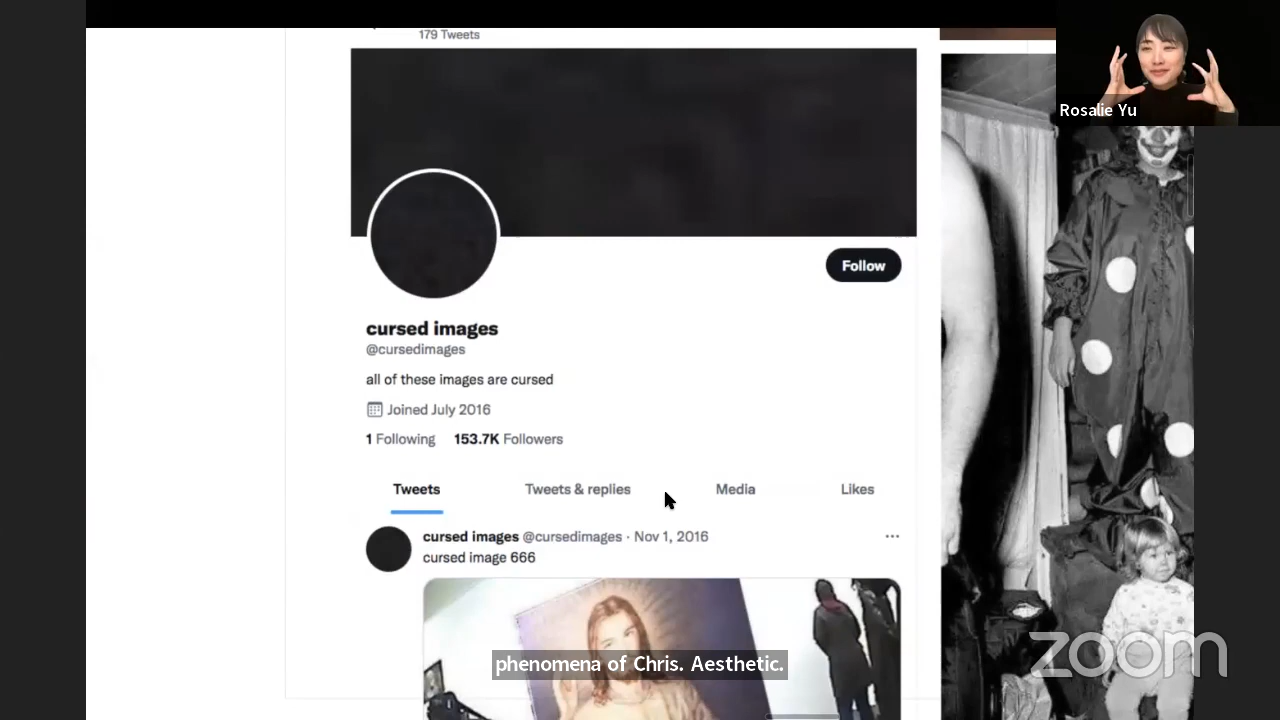 179 Tweets
Rosalie Yu
Follow
cursed images
@cursedimages
all of these images are cursed
Joined July 2016
1 Following 153.7K Followers
Tweets Tweets & replies Media Likes
cursed images @cursedimages · Nov 1, 2016
cursed image 666
phenomena of Chris. Aesthetic.
zoom